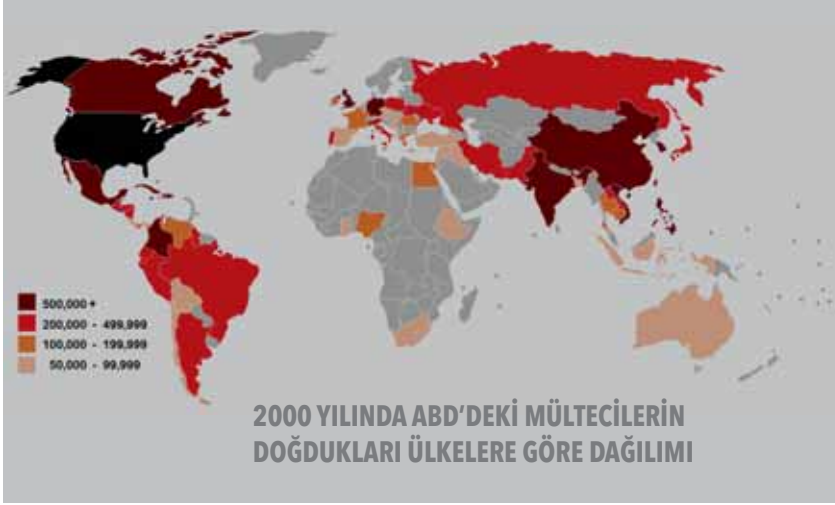 500,000 +
200,000 - 499,999
100,000 - 199,999
50,000 - 99,999
2000 YILINDA ABD'DEKİ MÜLTECİLERİN
DOĞDUKLARI ÜLKELERE GÖRE DAĞILIMI